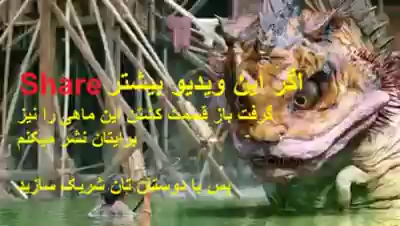 اگر این ویدیو بیشتر Share
گرفت باز قسمت کشتن این ماهی را نیز
برایتان نشر میکنم
پس با دوستان تان شریک سازید